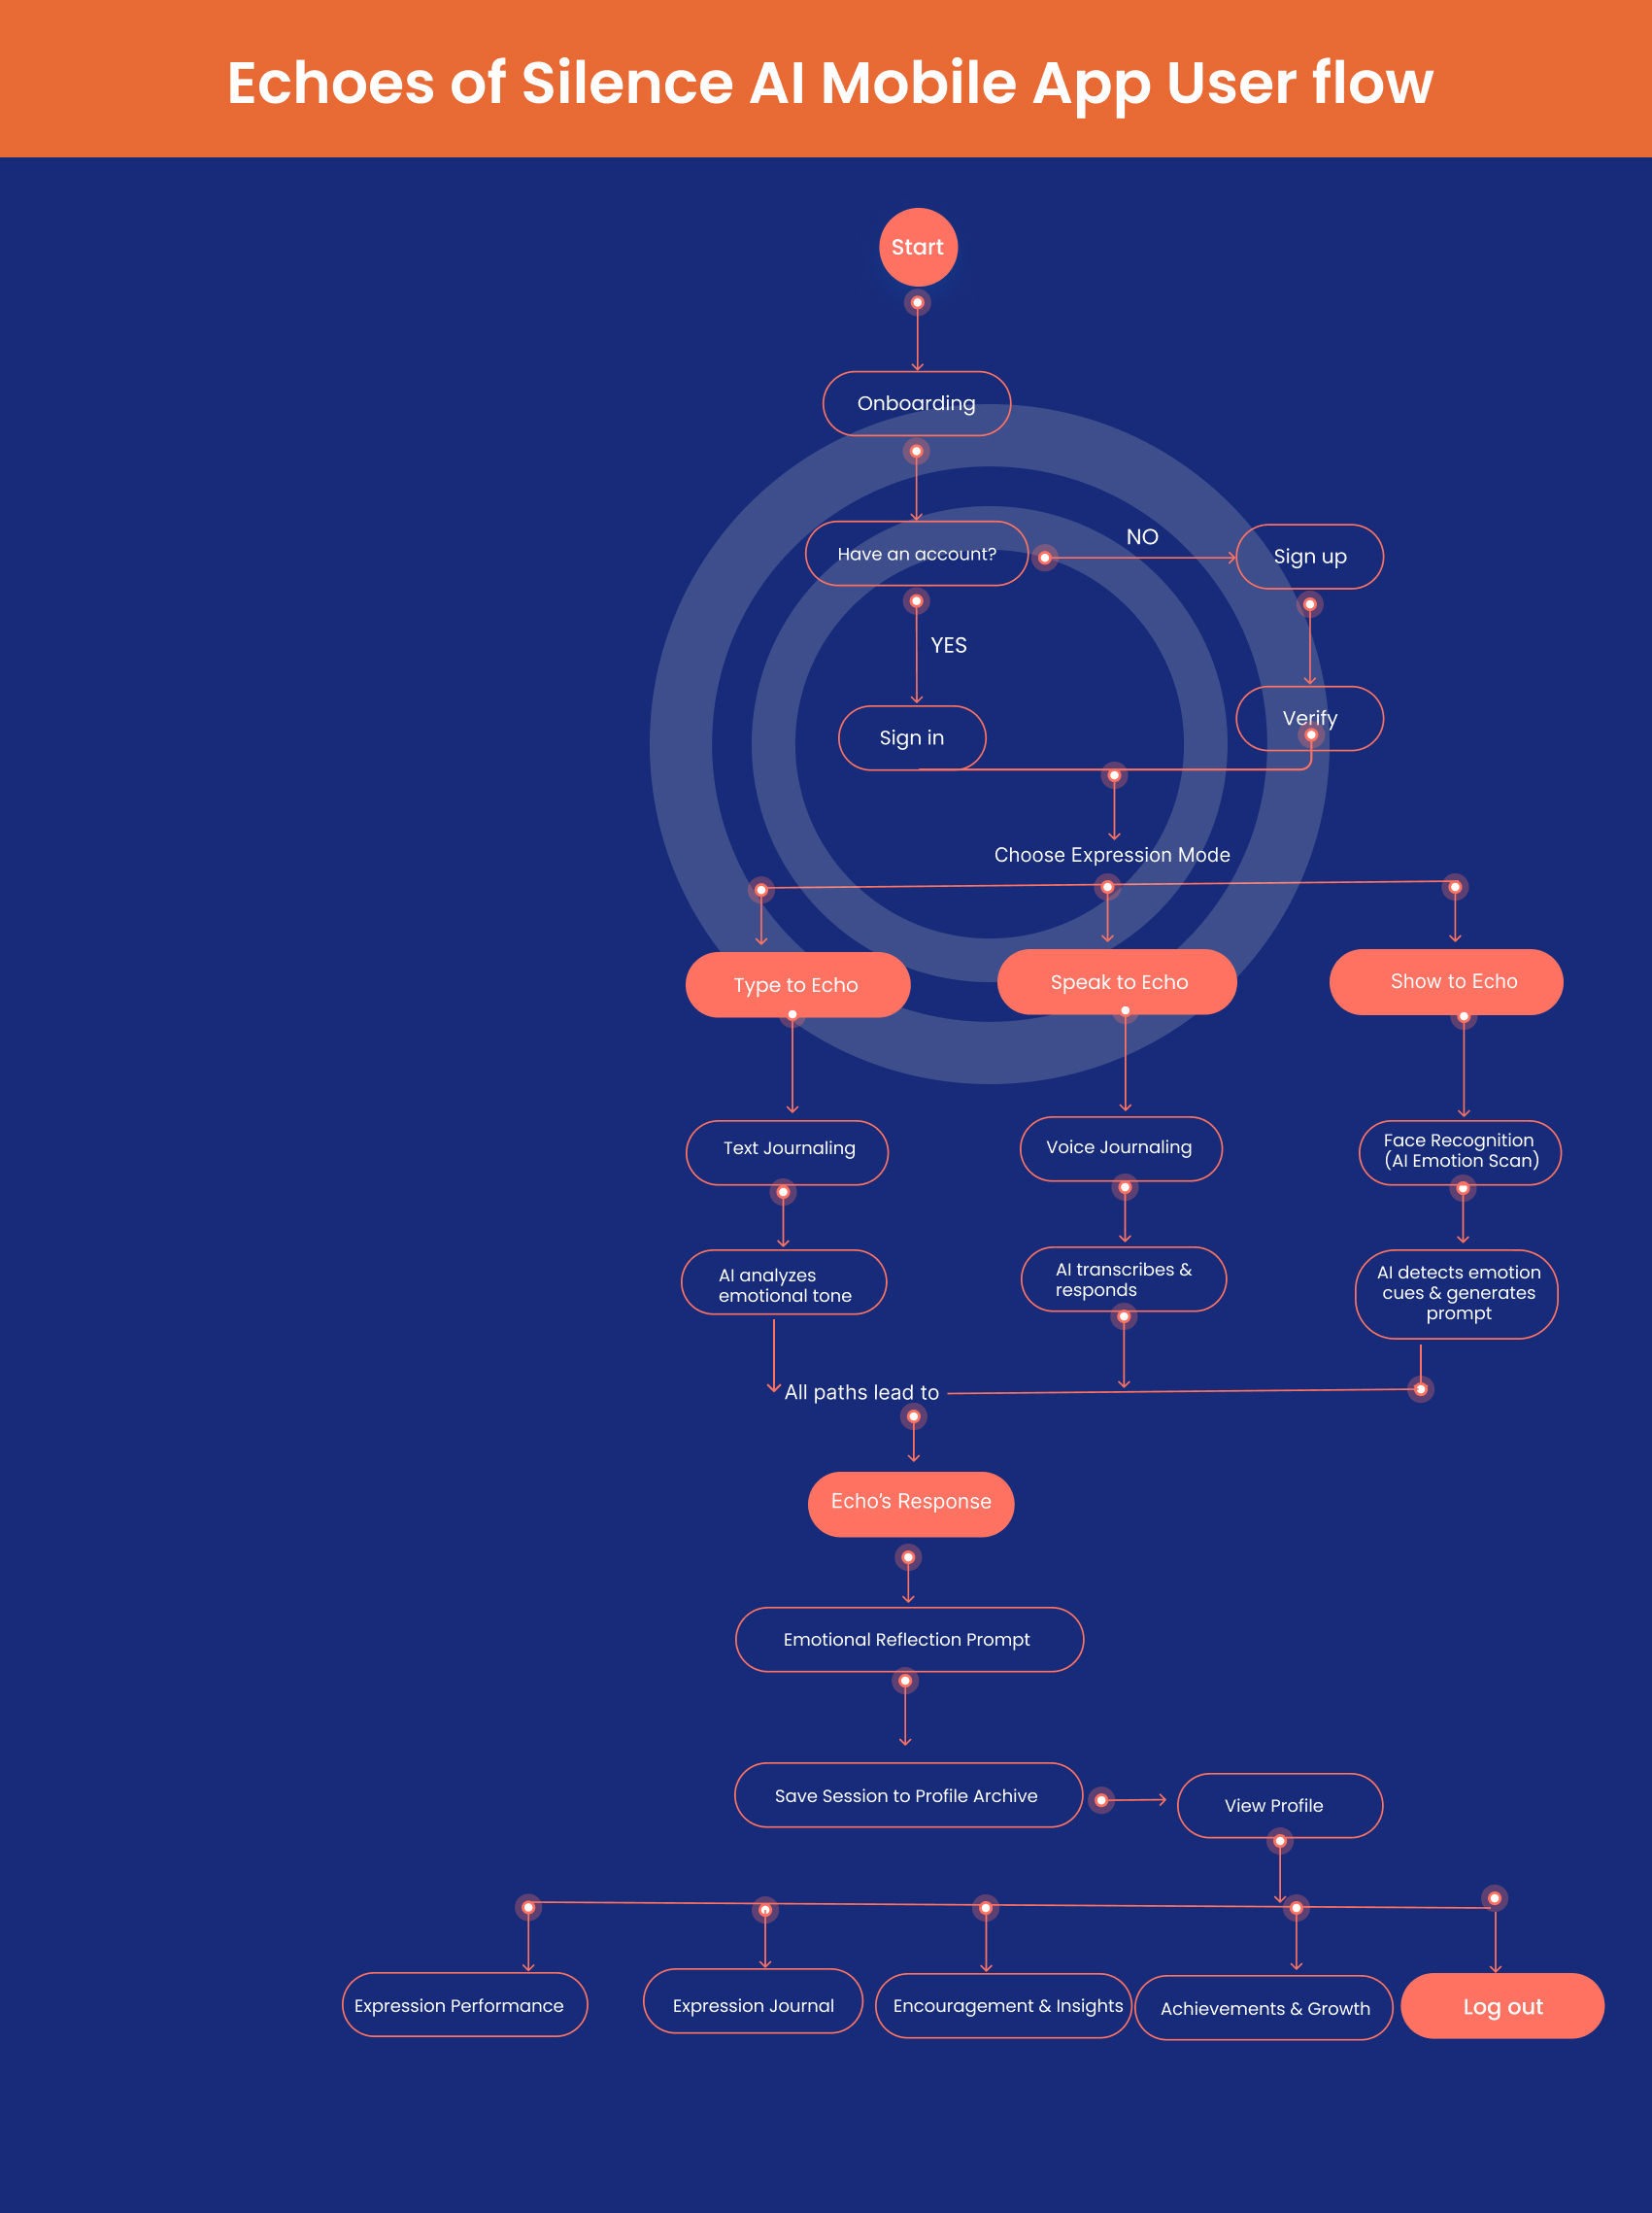 Echoes of Silence AI Mobile App User flow
Start
Onboarding
Have an account?
NO
Sign up
YES
Verify
Sign in
Choose Expression Mode
Type to Echo
Speak to Echo
Show to Echo
Text Journaling
Voice Journaling
Face Recognition
(AI Emotion Scan)
AI analyzes
emotional tone
AI transcribes &
responds
AI detects emotion
cues & generates
prompt
All paths lead to
Echo’s Response
Emotional Reflection Prompt
Save Session to Profile Archive
View Profile
Expression Performance
Expression Journal
Encouragement & Insights
Achievements & Growth
Log out